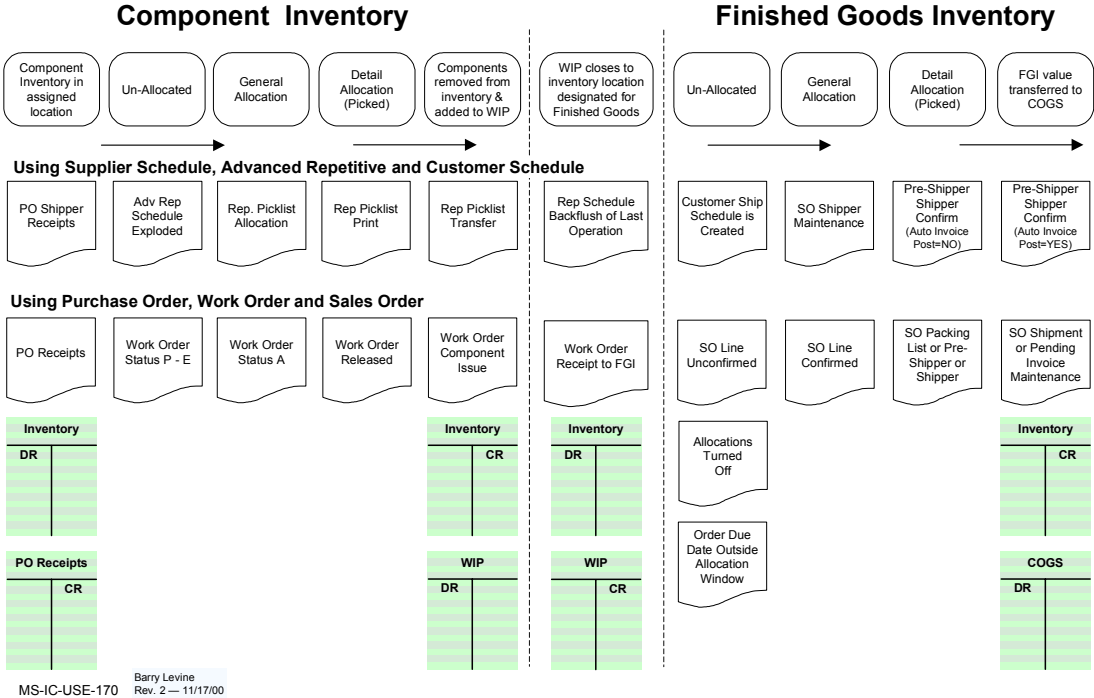 Component Inventory
Finished Goods Inventory
Component
Inventory in
assigned
location
Un-Allocated
General
Allocation
Detail
Allocation
(Picked)
Components
removed from
inventory &
added to WIP
WIP closes to
inventory location
designated for
Finished Goods
Un-Allocated
General
Allocation
Detail
Allocation
(Picked)
FGI value
transferred to
COGS
Using Supplier Schedule, Advanced Repetitive and Customer Schedule
PO Shipper
Receipts
Adv Rep
Schedule
Exploded
Rep. Picklist
Allocation
Rep Picklist
Print
Rep Picklist
Transfer
Rep Schedule
Backflush of Last
Operation
Customer Ship
Schedule is
Created
SO Shipper
Maintenance
Pre-Shipper
Shipper
Confirm
(Auto Invoice
Post=NO)
Pre-Shipper
Shipper
Confirm
(Auto Invoice
Post=YES)
Using Purchase Order, Work Order and Sales Order
PO Receipts
Work Order
Status P - E
Work Order
Status A
Work Order
Released
Work Order
Component
Issue
Work Order
Receipt to FGI
SO Line
Unconfirmed
SO Line
Confirmed
SO Packing
List or Pre-
Shipper or
Shipper
SO Shipment
or Pending
Invoice
Maintenance
Inventory
DR
Inventory
CR
Inventory
DR
Allocations
Turned
Off
Inventory
CR
PO Receipts
CR
WIP
DR
WIP
CR
Order Due
Date Outside
Allocation
Window
COGS
DR
MS-IC-USE-170
Barry Levine
Rev. 2 — 11/17/00